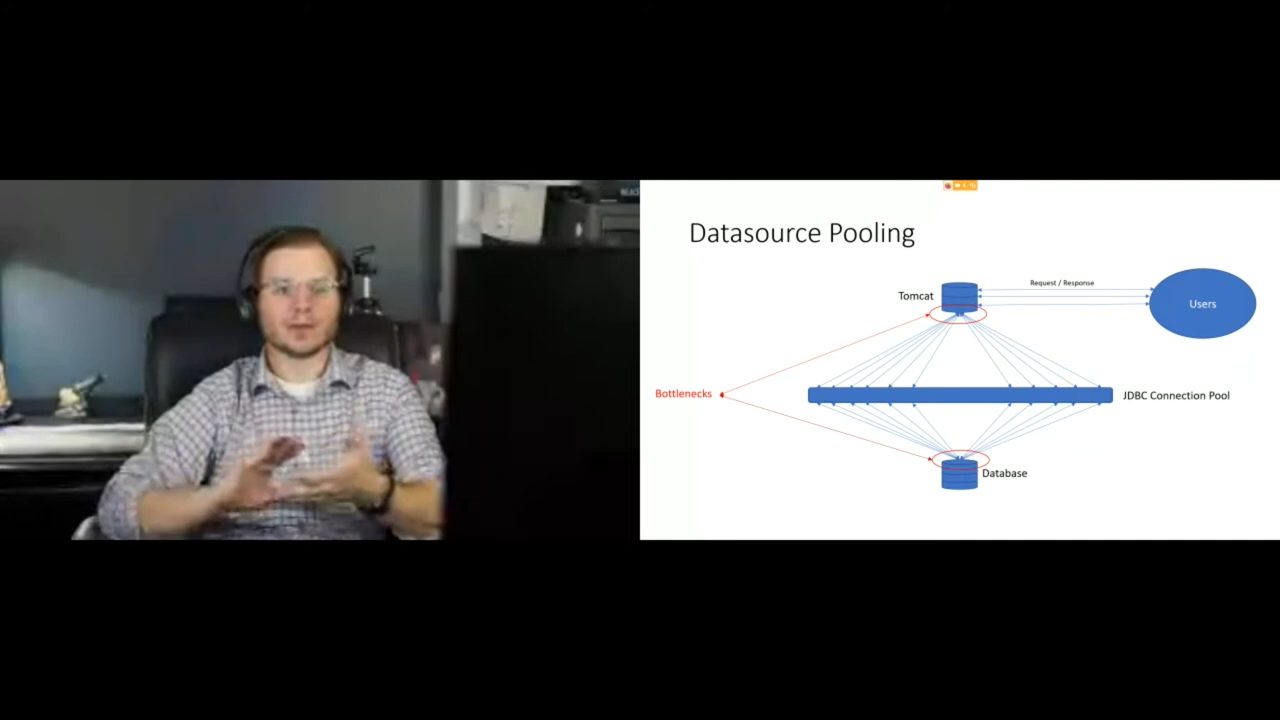 Datasource Pooling
Request / Response
Tomcat
Users
Bottlenecks
JDBC Connection Pool
Database